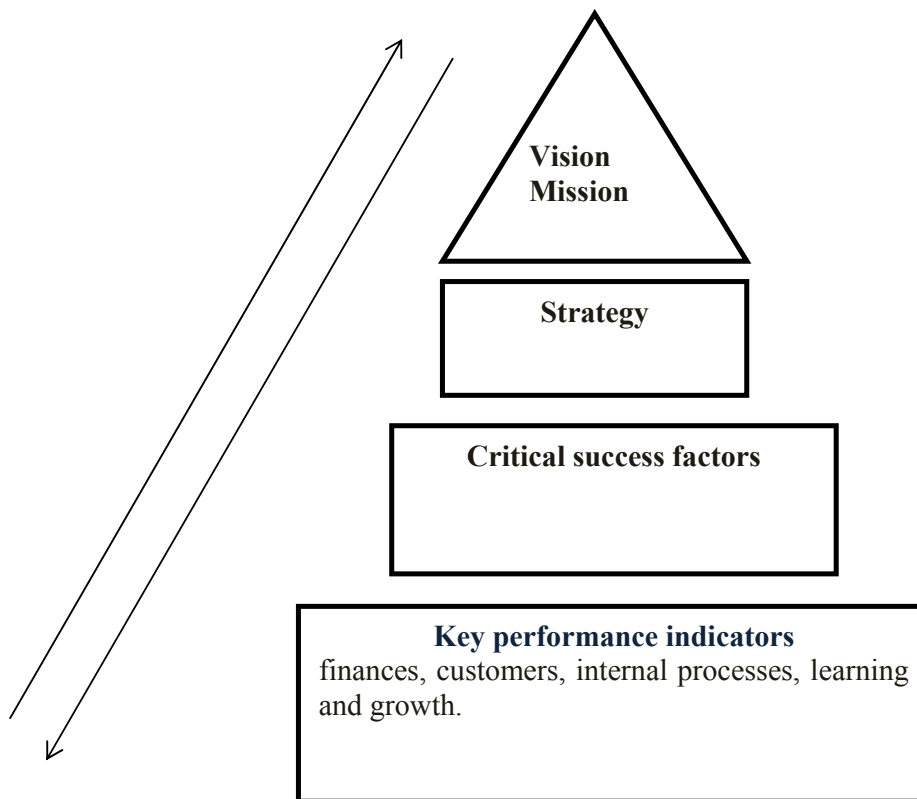 Vision
Mission
Strategy
Critical success factors
Key performance indicators
finances, customers, internal processes, learning
and growth.